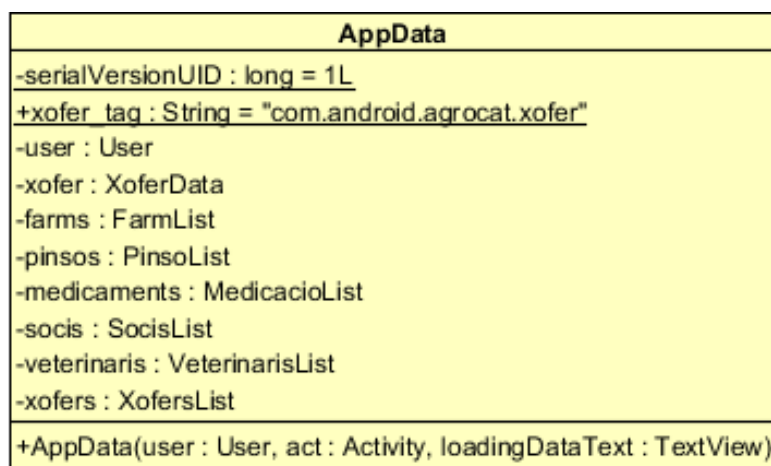 AppData
-serialVersionUID : long = 1L
+xofer_tag : String = "com.android.agrocat.xofer"
-user : User
-xofer : XoferData
-farms : FarmList
-pinsos : PinsoList
-medicaments : MedicacioList
-socis : SocisList
-veterinaris : VeterinarisList
-xofers : XofersList
+AppData(user : User, act : Activity, loadingDataText : TextView)